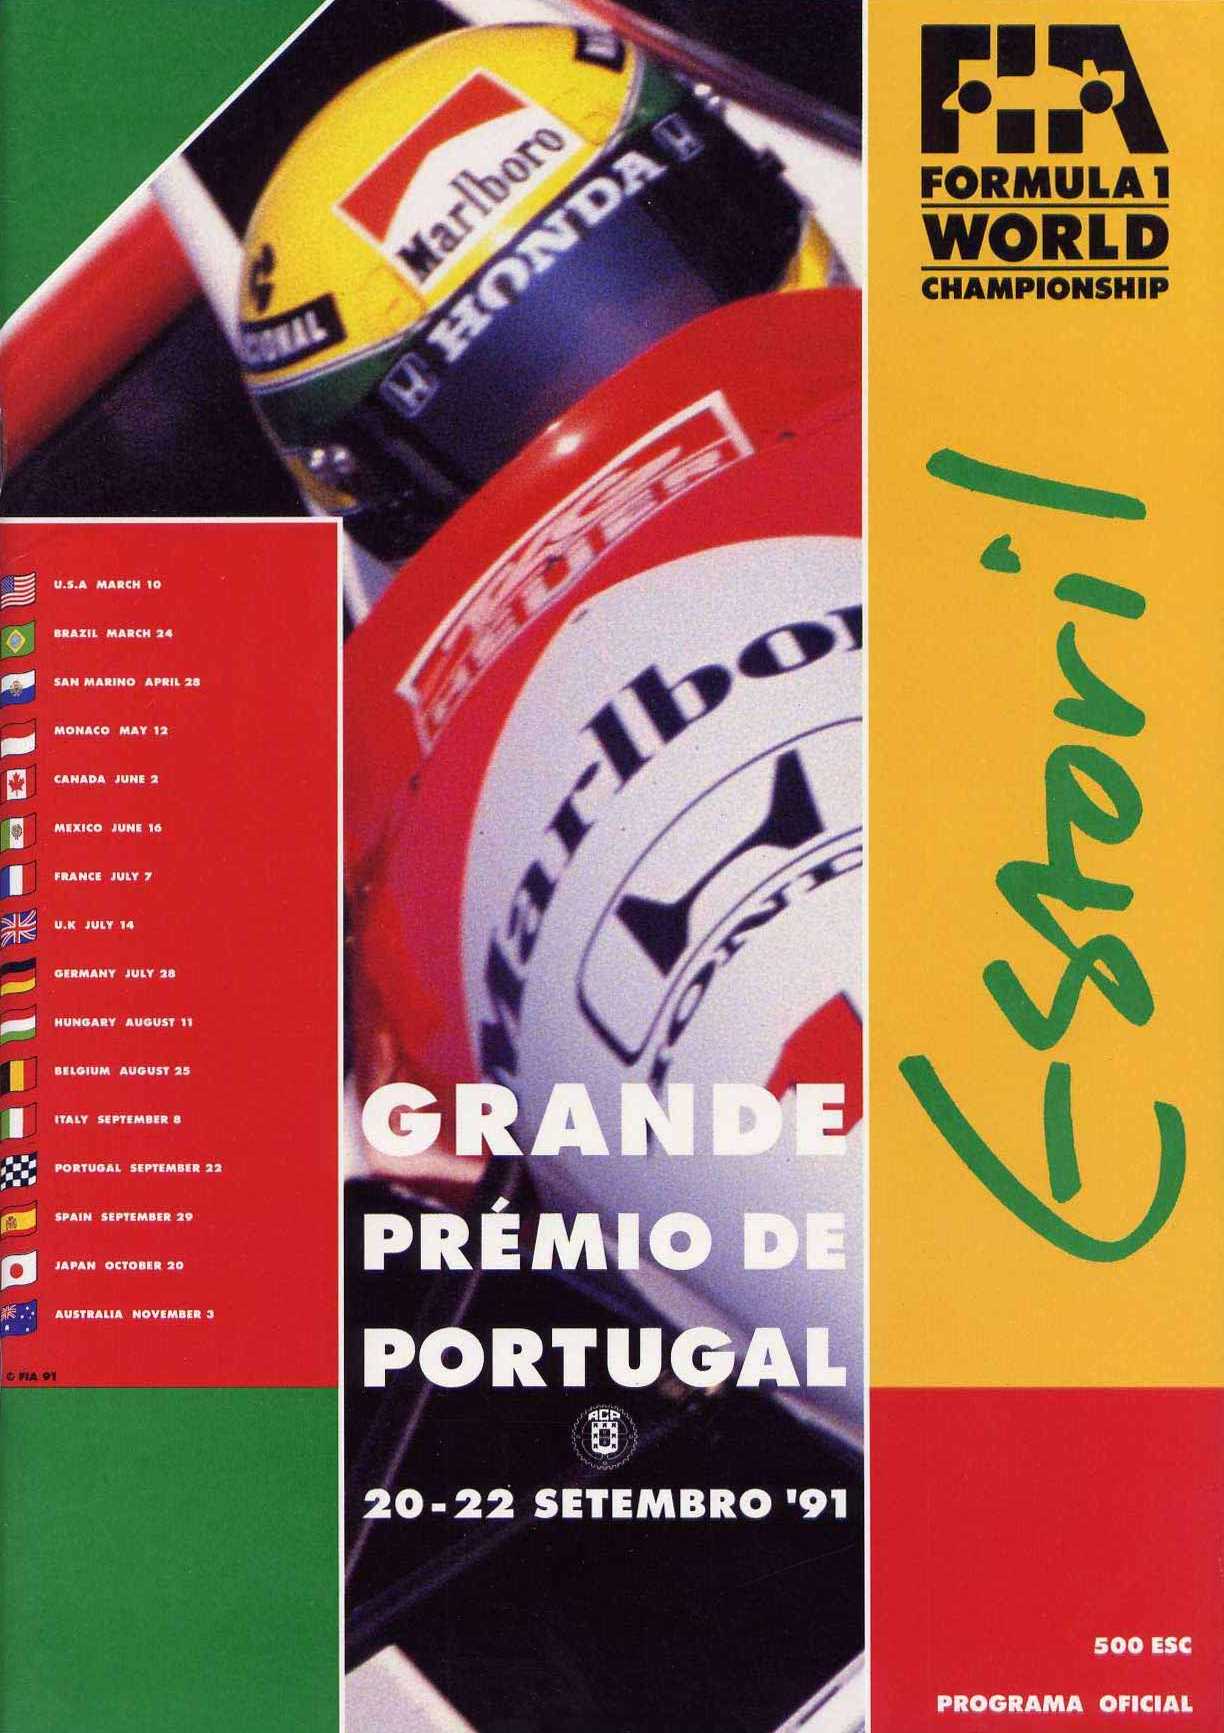 FIA
FORMULA 1
WORLD
CHAMPIONSHIP
Marlboro
HONDA
Marlbor
Estoril
U.S.A MARCH 10
BRAZIL MARCH 24
SAN MARINO APRIL 28
MONACO MAY 12
CANADA JUNE 2
MEXICO JUNE 16
FRANCE JULY 7
U.K JULY 14
GERMANY JULY 28
HUNGARY AUGUST 11
BELGIUM AUGUST 25
ITALY SEPTEMBER 8
PORTUGAL SEPTEMBER 22
SPAIN SEPTEMBER 29
JAPAN OCTOBER 20
AUSTRALIA NOVEMBER 3
© FIA 91
GRANDE
PRÉMIO DE
PORTUGAL
ACP
20-22 SETEMBRO '91
500 ESC
PROGRAMA OFICIAL